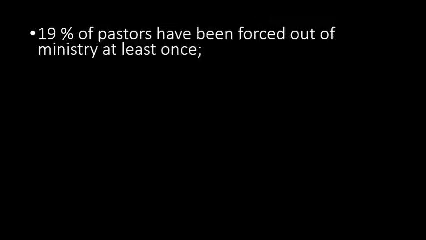 •19 % of pastors have been forced out of
ministry at least once;